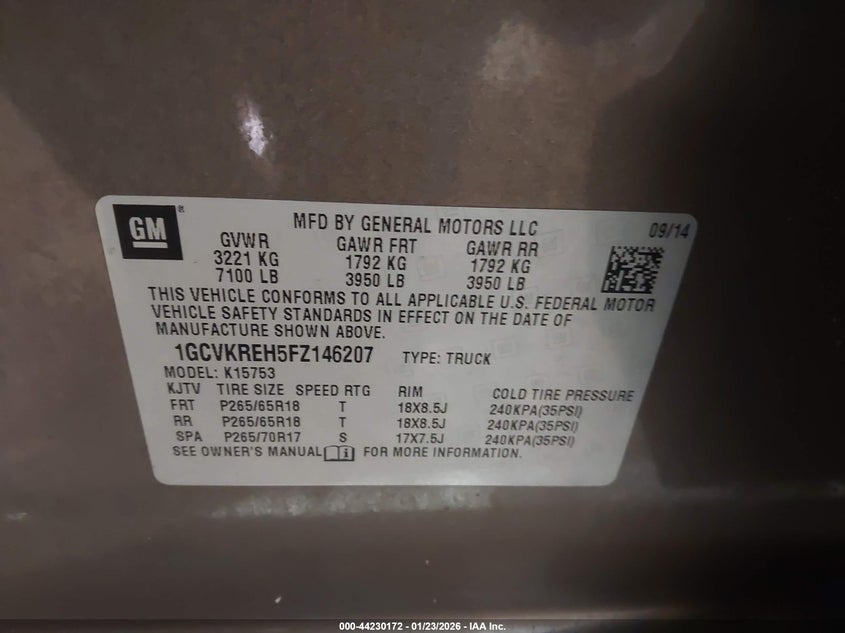 GM ®
MFD BY GENERAL MOTORS LLC 09/14
GVWR GAWR FRT GAWR RR
3221 KG 1792 KG 1792 KG
7100 LB 3950 LB 3950 LB
THIS VEHICLE CONFORMS TO ALL APPLICABLE U.S. FEDERAL MOTOR
VEHICLE SAFETY STANDARDS IN EFFECT ON THE DATE OF
MANUFACTURE SHOWN ABOVE.
1GCVKREH5FZ146207 TYPE: TRUCK
MODEL: K15753
KJTV TIRE SIZE SPEED RTG RIM COLD TIRE PRESSURE
FRT P265/65R18 T 18X8.5J 240KPA(35PSI)
RR P265/65R18 T 18X8.5J 240KPA(35PSI)
SPA P265/70R17 S 17X7.5J 240KPA(35PSI)
SEE OWNER'S MANUAL i FOR MORE INFORMATION.
000-44230172 - 01/23/2026 - IAA Inc.